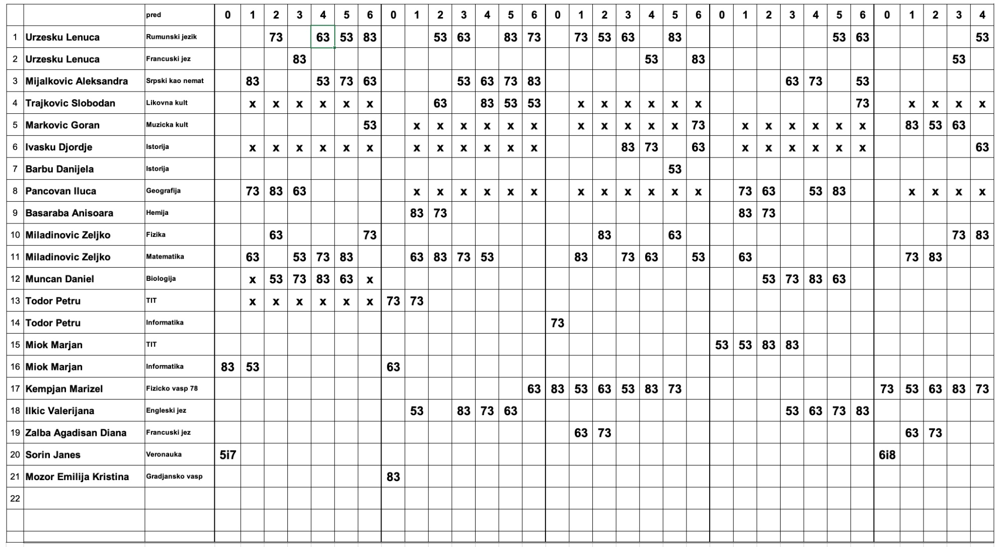 pred 0 1 2 3 4 5 6 0 1 2 3 4 5 6 0 1 2 3 4 5 6 0 1 2 3 4 5 6 0 1 2 3 4
1 Urzesku Lenuca Rumunski jezik 73 63 53 83 53 63 83 73 73 53 63 83 53 63 53
2 Urzesku Lenuca Francuski jez 83 53 83 53
3 Mijalkovic Aleksandra Srpski kao nemat 83 53 73 63 53 63 73 83 63 73 53
4 Trajkovic Slobodan Likovna kult x x x x x x 63 83 53 53 x x x x x x 73 x x x x
5 Markovic Goran Muzicka kult 53 x x x x x x x x x x x 73 x x x x x x 83 53 63
6 Ivasku Djordje Istorija x x x x x x x x x x x x 83 73 63 x x x x x x 63
7 Barbu Danijela Istorija 53
8 Pancovan Iluca Geografija 73 83 63 x x x x x x x x x x x x 73 63 53 83 x x x x
9 Basaraba Anisoara Hemija 83 73 83 73
10 Miladinovic Zeljko Fizika 63 73 83 63 73 83
11 Miladinovic Zeljko Matematika 63 53 73 83 63 83 73 53 83 73 63 53 63 73 83
12 Muncan Daniel Biologija x 53 73 83 63 x 53 73 83 63
13 Todor Petru TIT x x x x x x 73 73
14 Todor Petru Informatika 73
15 Miok Marjan TIT 53 53 83 83
16 Miok Marjan Informatika 83 53 63
17 Kempjan Marizel Fizicko vasp 78 63 83 53 63 53 83 73 73 53 63 83 73
18 Ilkic Valerijana Engleski jez 53 83 73 63 53 63 73 83
19 Zalba Agadisan Diana Francuski jez 63 73 63 73
20 Sorin Janes Veronauka 5i7 6i8
21 Mozor Emilija Kristina Gradjansko vasp 83
22